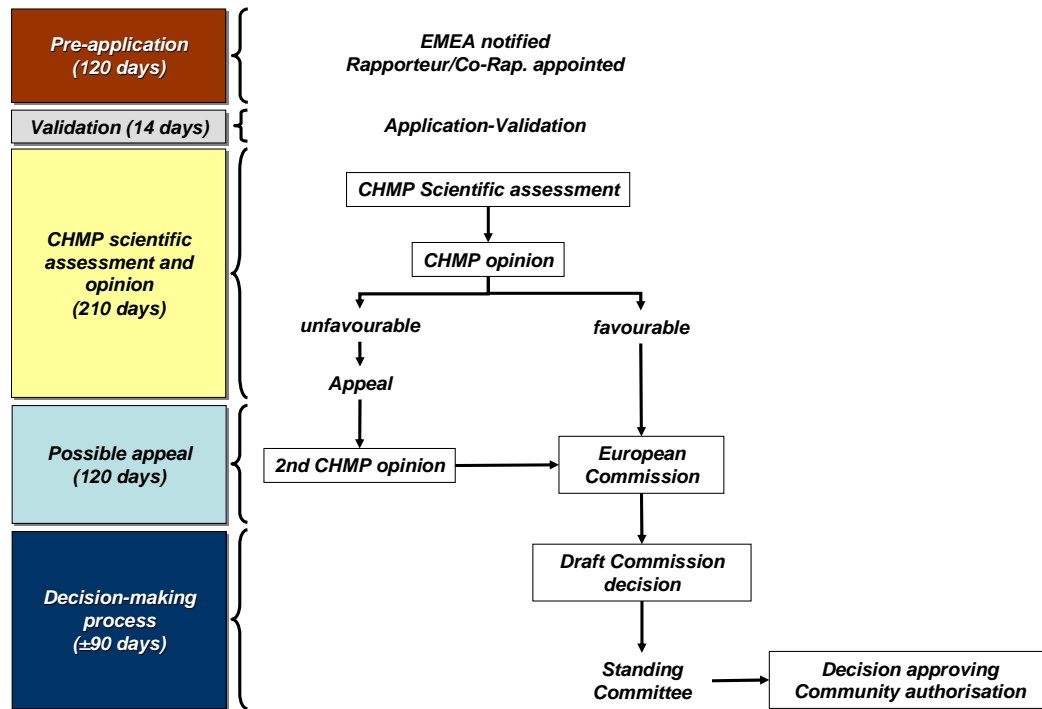 Pre-application
(120 days)
EMEA notified
Rapporteur/Co-Rap. appointed
Validation (14 days)
Application-Validation
CHMP scientific
assessment and
opinion
(210 days)
CHMP Scientific assessment
CHMP opinion
unfavourable
favourable
Appeal
Possible appeal
(120 days)
2nd CHMP opinion
European
Commission
Decision-making
process
(±90 days)
Draft Commission
decision
Standing
Committee
Decision approving
Community authorisation